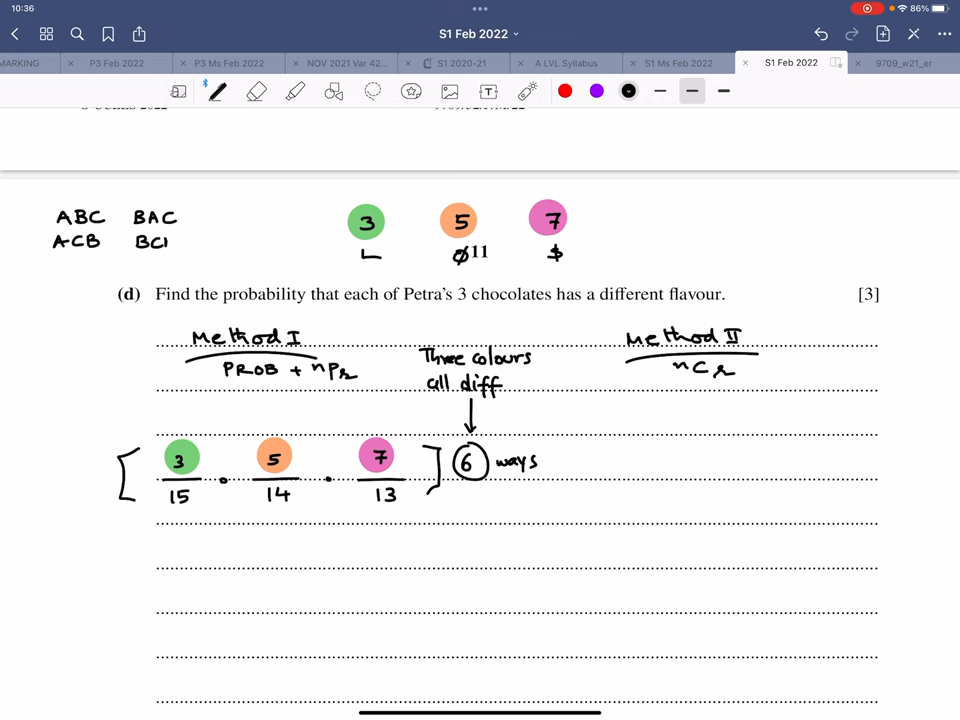 10:36
86%
S1 Feb 2022
MARKING
P3 Feb 2022
P3 Ms Feb 2022
NOV 2021 Var 42...
S1 2020-21
A LVL Syllabus
S1 Ms Feb 2022
S1 Feb 2022
9709_w21_er
T
ABC BAC
ACB
3 5 7
L 11 $
(d) Find the probability that each of Petra's 3 chocolates has a different flavour. [3]
Method I
PROB + nPr
Three colours
all diff
Method II
nCr
[ 3 . 5 . 7 ] 6 ways
15 14 13